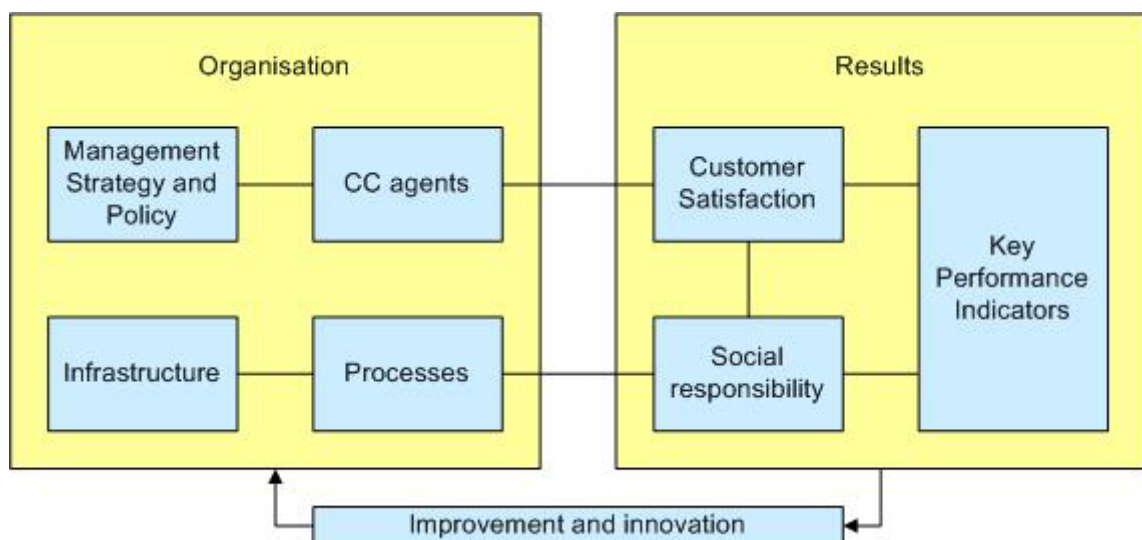 Organisation
Results
Management
Strategy and
Policy
CC agents
Customer
Satisfaction
Key
Performance
Indicators
Infrastructure
Processes
Social
responsibility
Improvement and innovation